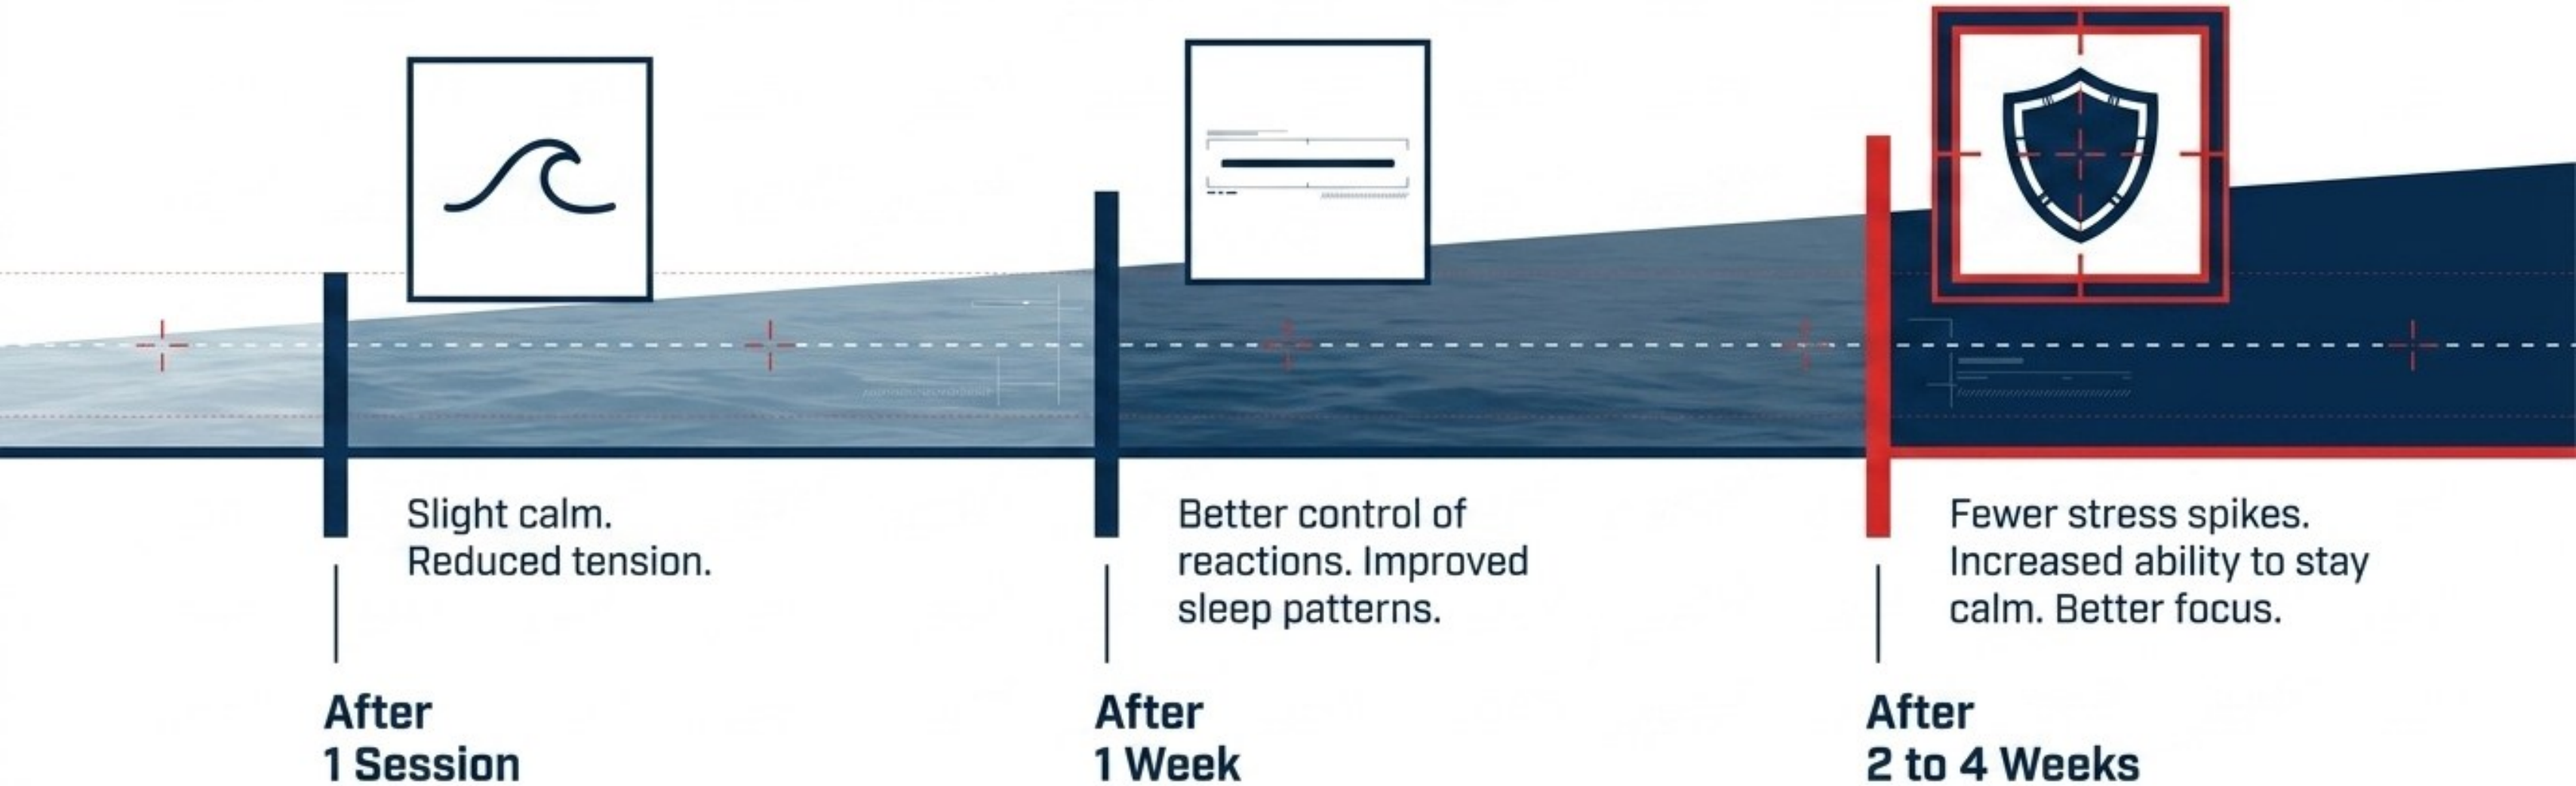 Slight calm.
Reduced tension.
Better control of
reactions. Improved
sleep patterns.
Fewer stress spikes.
Increased ability to stay
calm. Better focus.
After
1 Session
After
1 Week
After
2 to 4 Weeks